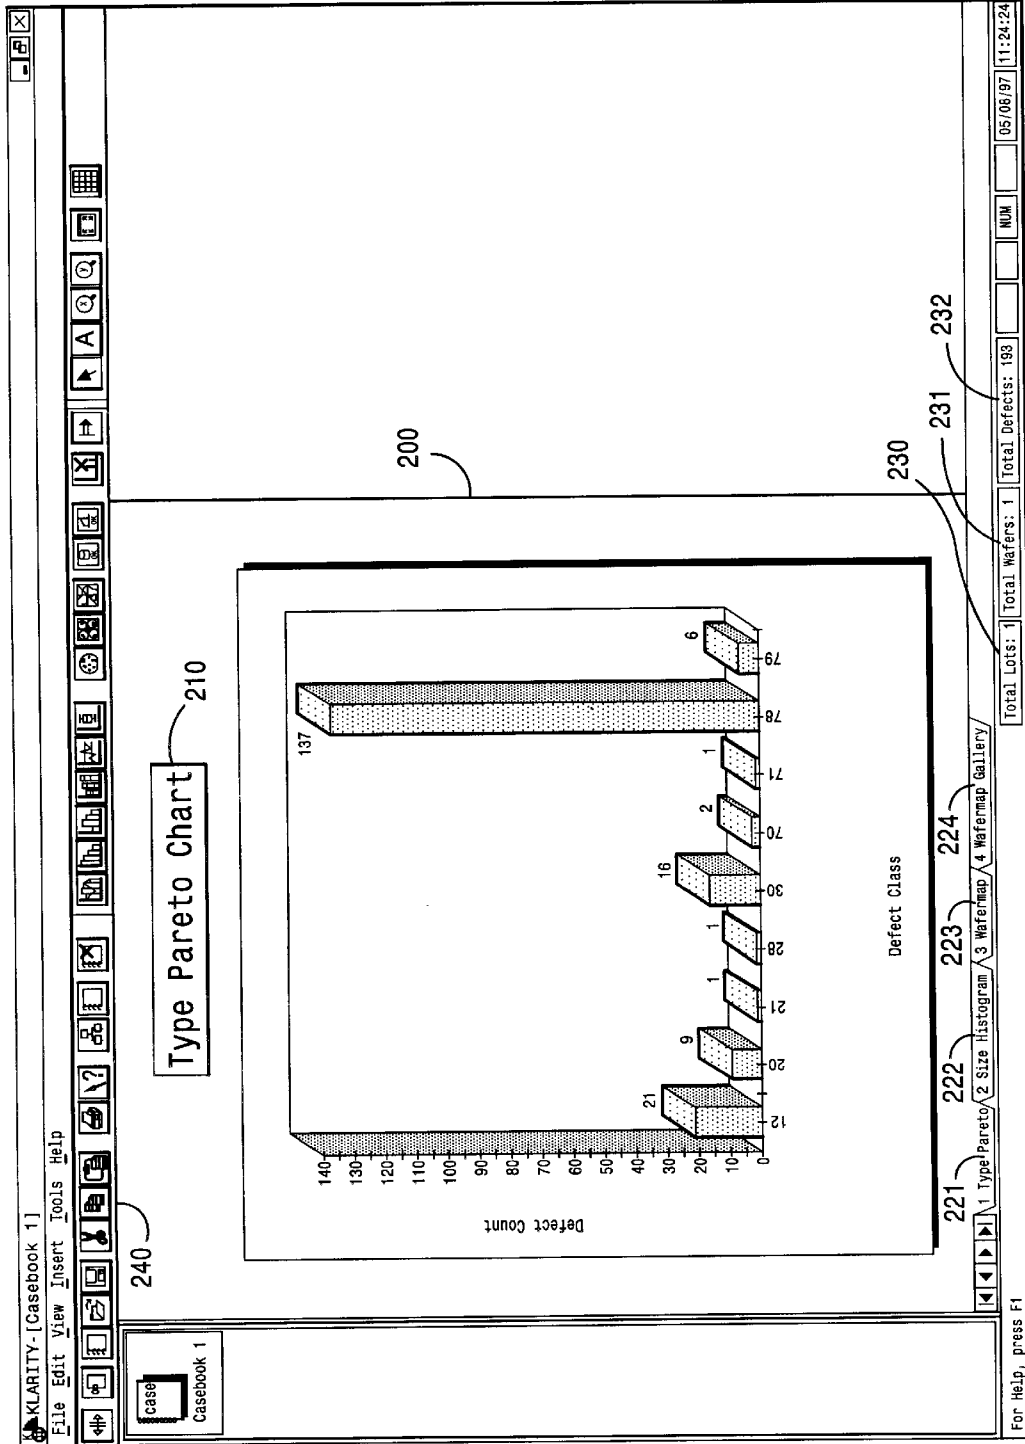 KLARITY-[Casebook 1]
File Edit View Insert Tools Help
A
240
case
Casebook 1
Type Pareto Chart
210
200
Defect Count
140
130
120
110
100
90
80
70
60
50
40
30
20
10
0
21
9
1
1
16
2
1
137
6
12
20
21
28
30
70
71
78
79
Defect Class
221
222
223
224
230
231
232
1 Type Pareto
2 Size Histogram
3 Wafermap
4 Wafermap Gallery
For Help, press F1
Total Lots: 1
Total Wafers: 1
Total Defects: 193
NUM
05/08/97
11:24:24